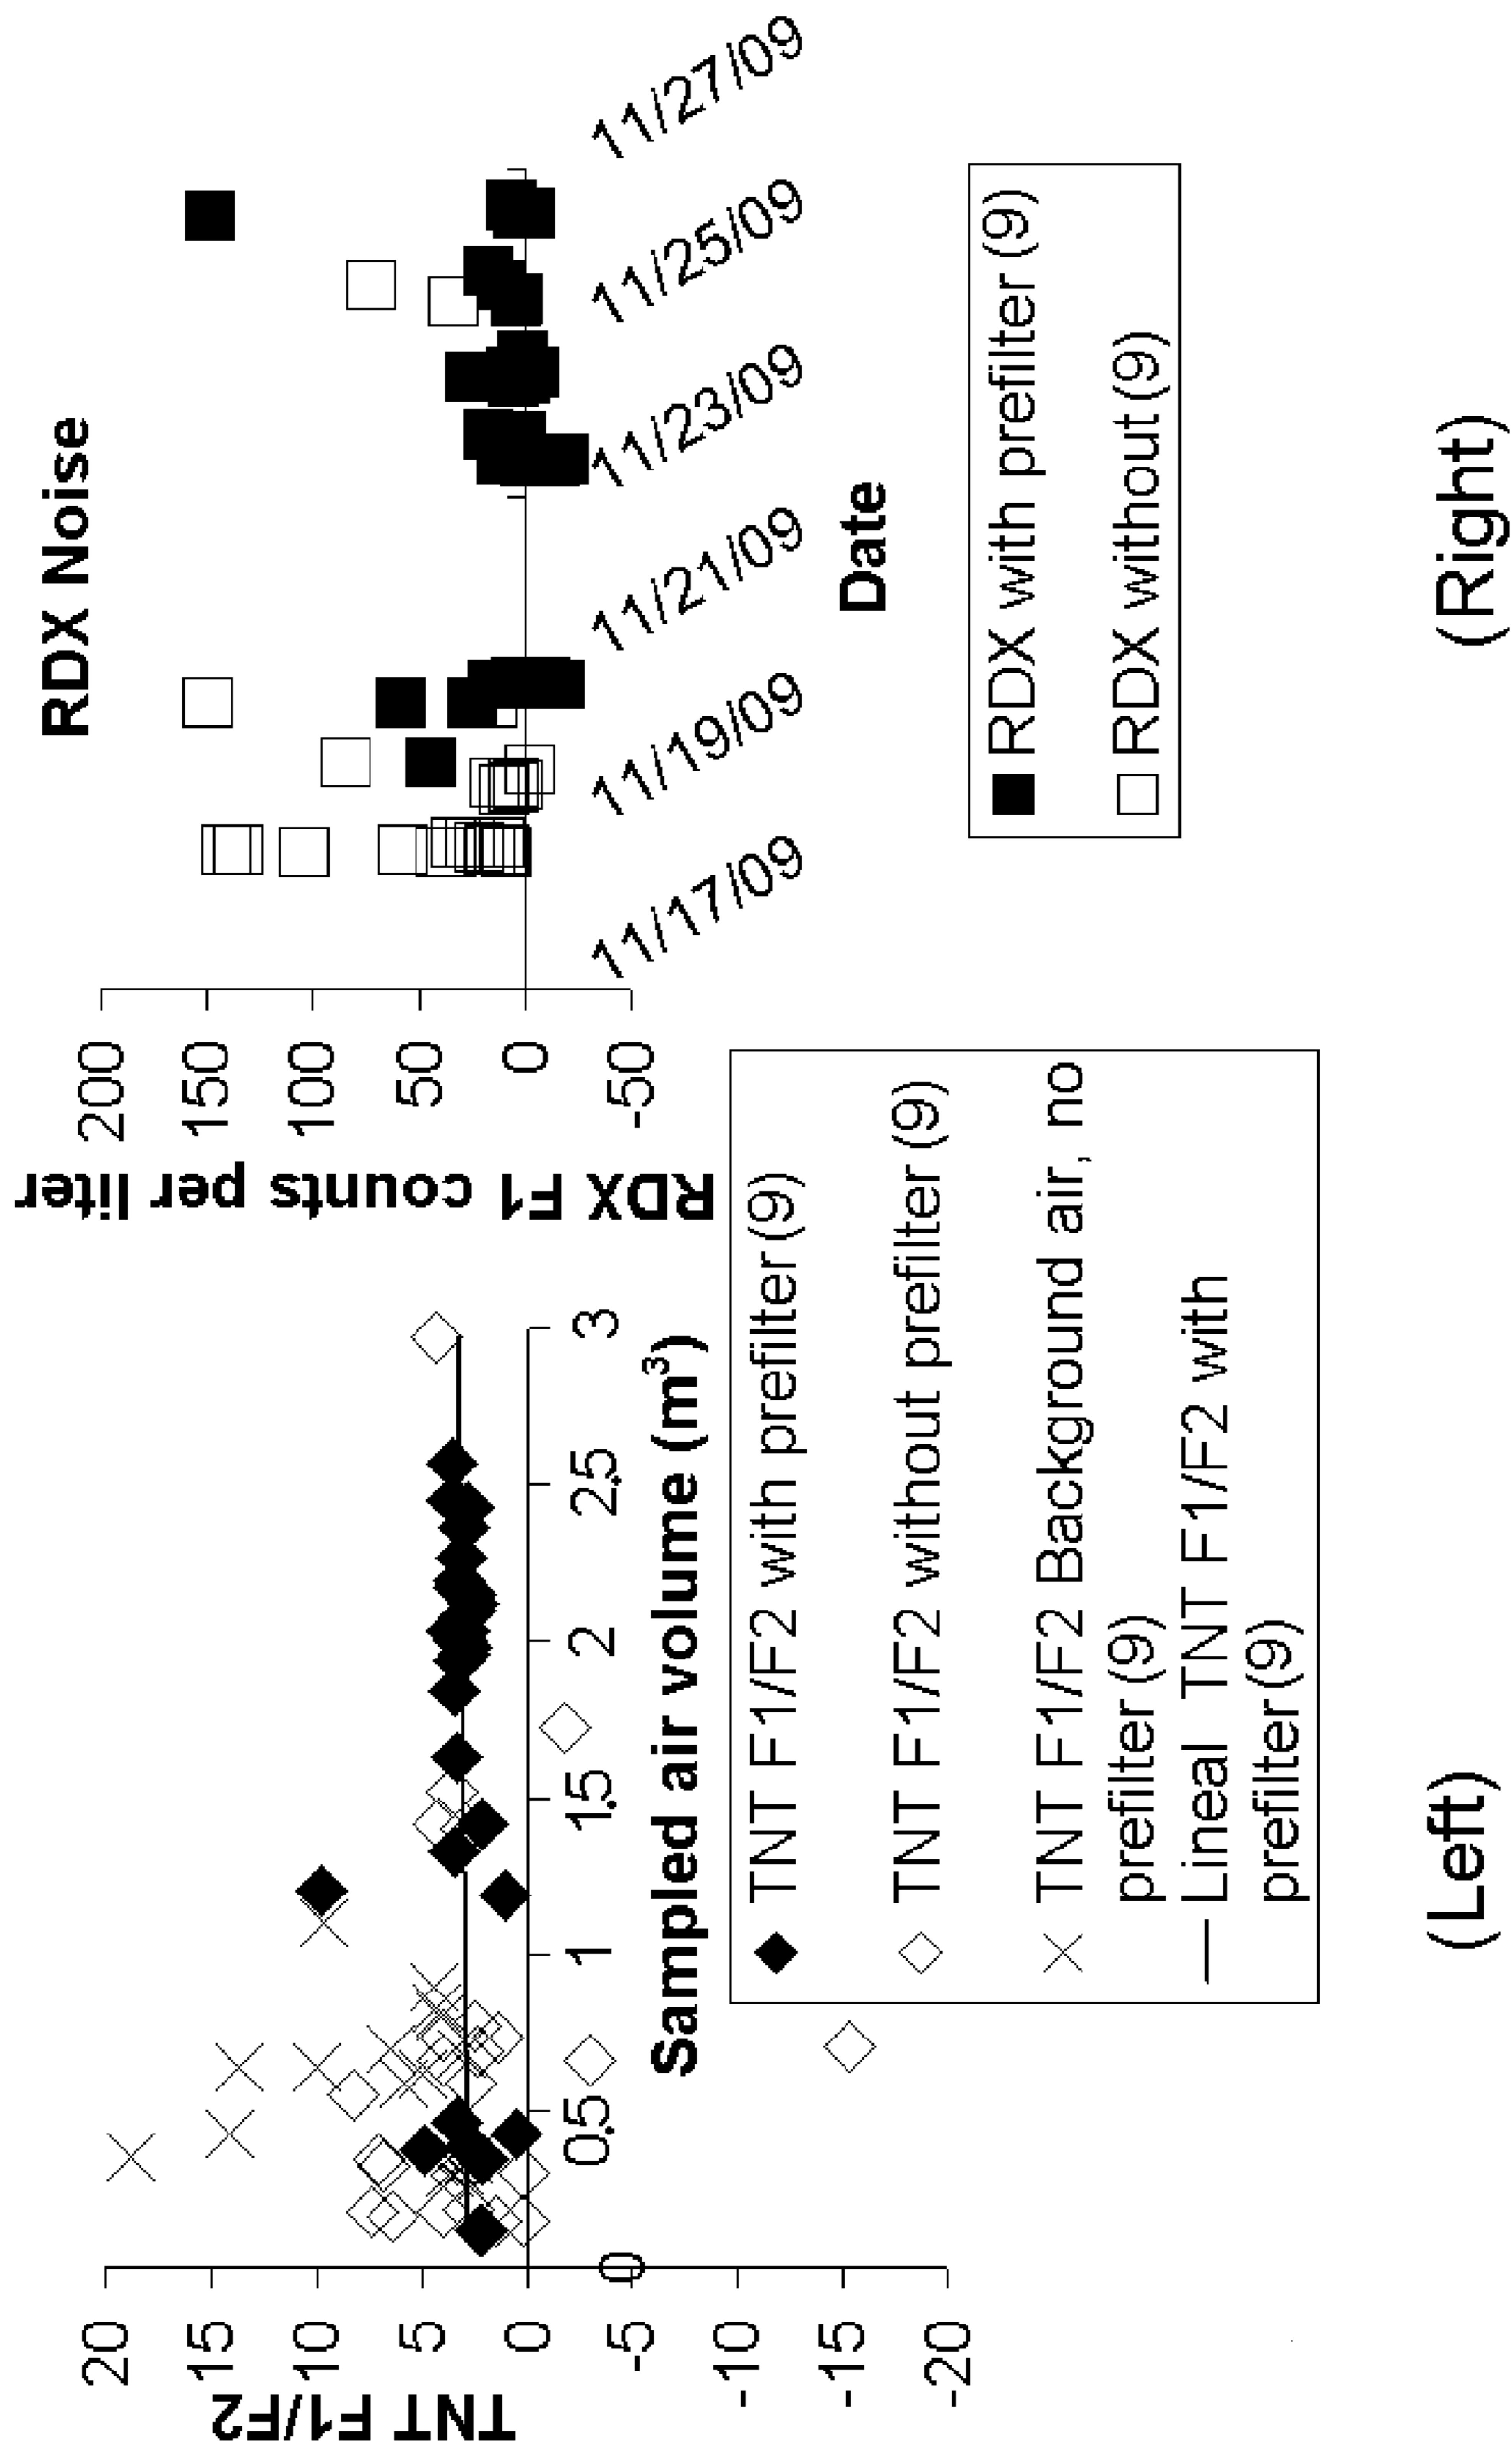 20
15
10
5
0
-5
-10
-15
-20
TNT F1/F2
0
0.5
1
1.5
2
2.5
3
Sampled air volume (m³)
TNT F1/F2 with prefilter (9)
TNT F1/F2 without prefilter (9)
TNT F1/F2 Background air, no
prefilter (9)
Lineal TNT F1/F2 with
prefilter (9)
(Left)
RDX Noise
200
150
100
50
0
-50
RDX F1 counts per liter
11/17/09
11/19/09
11/21/09
11/23/09
11/25/09
11/27/09
Date
RDX with prefilter (9)
RDX without (9)
(Right)